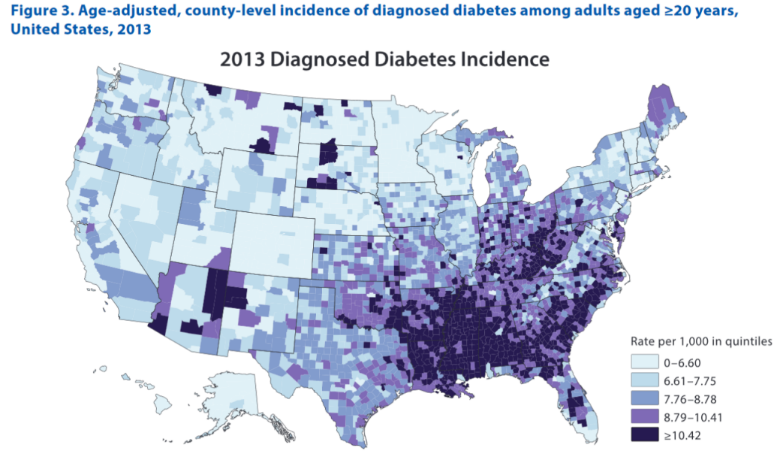 Figure 3. Age-adjusted, county-level incidence of diagnosed diabetes among adults aged ≥20 years,
United States, 2013
2013 Diagnosed Diabetes Incidence
Rate per 1,000 in quintiles
0–6.60
6.61–7.75
7.76–8.78
8.79–10.41
≥10.42